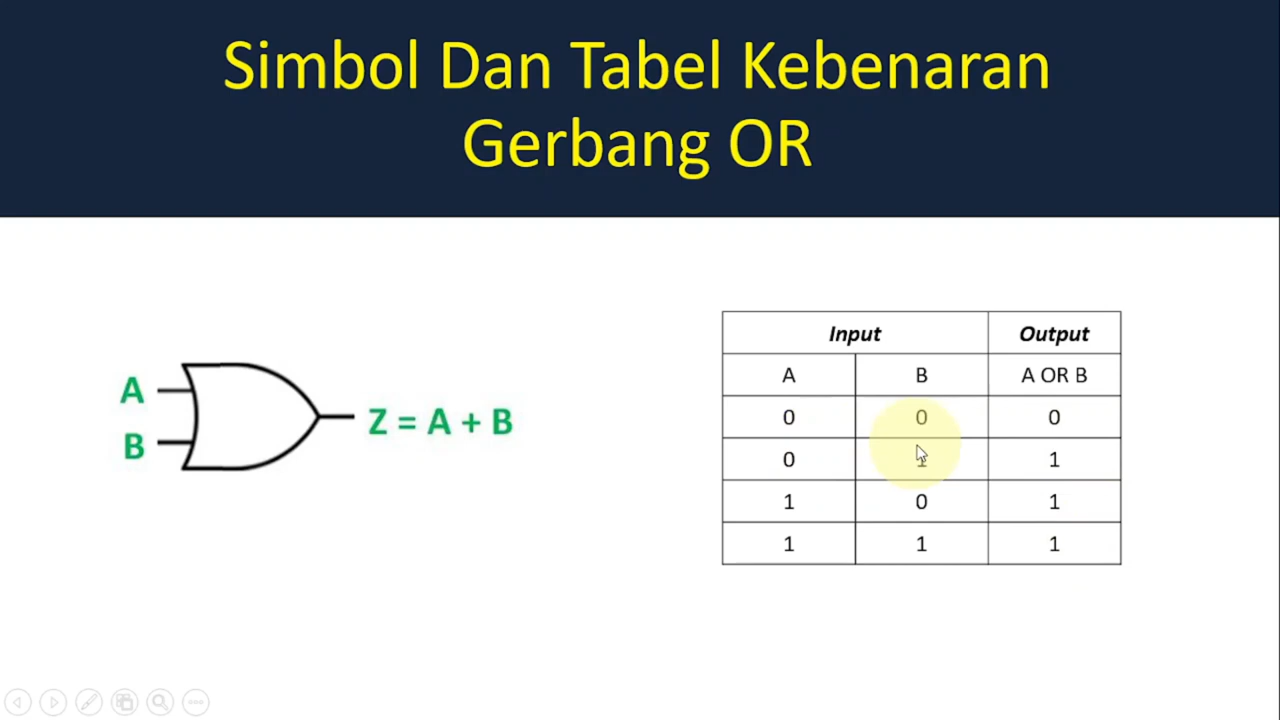 Simbol Dan Tabel Kebenaran
Gerbang OR
A
B
Z = A + B
Input Output
A B A OR B
0 0 0
0 1 1
1 0 1
1 1 1